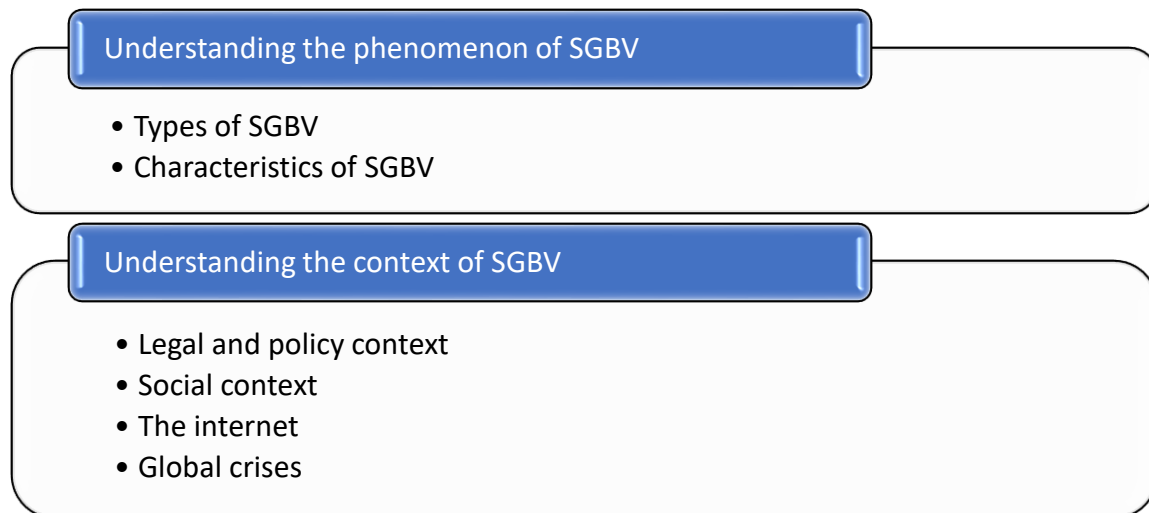 Understanding the phenomenon of SGBV
• Types of SGBV
• Characteristics of SGBV
Understanding the context of SGBV
• Legal and policy context
• Social context
• The internet
• Global crises